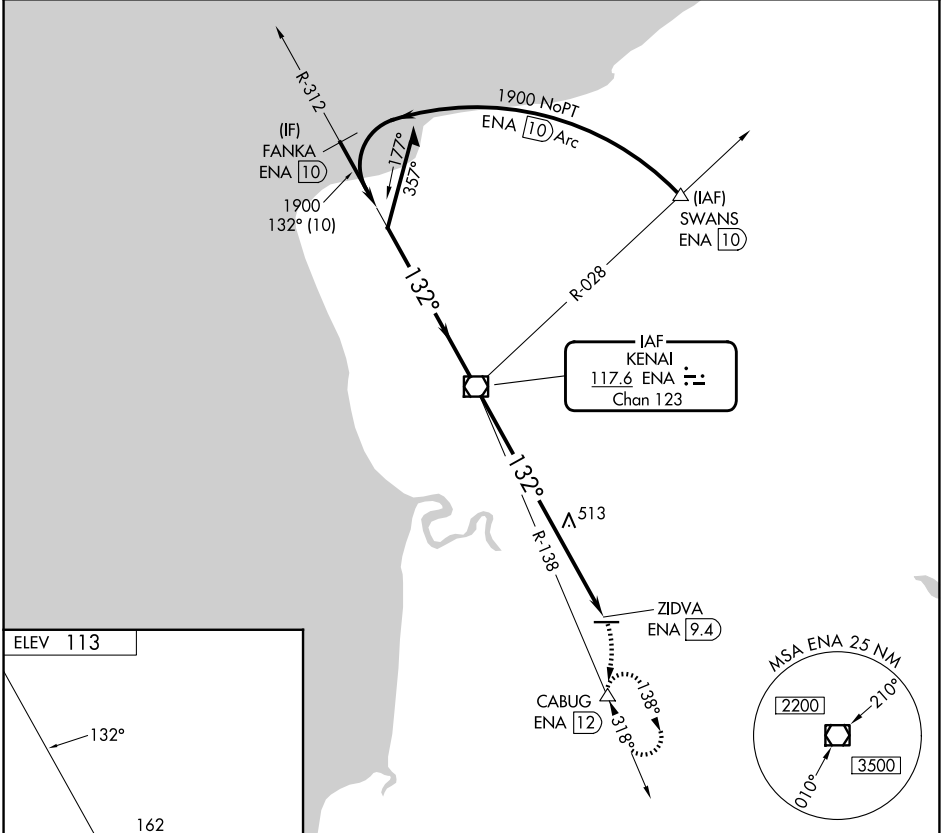 R-312
(IF)
FANKA
ENA 10
1900
132° (10)
177°
357°
1900 NoPT
ENA 10 Arc
(IAF)
SWANS
ENA 10
R-028
132°
IAF
KENAI
117.6 ENA
Chan 123
132°
513
R-138
ZIDVA
ENA 9.4
CABUG
ENA 12
138°
318°
MSA ENA 25 NM
2200
210°
3500
010°
ELEV 113
132°
162